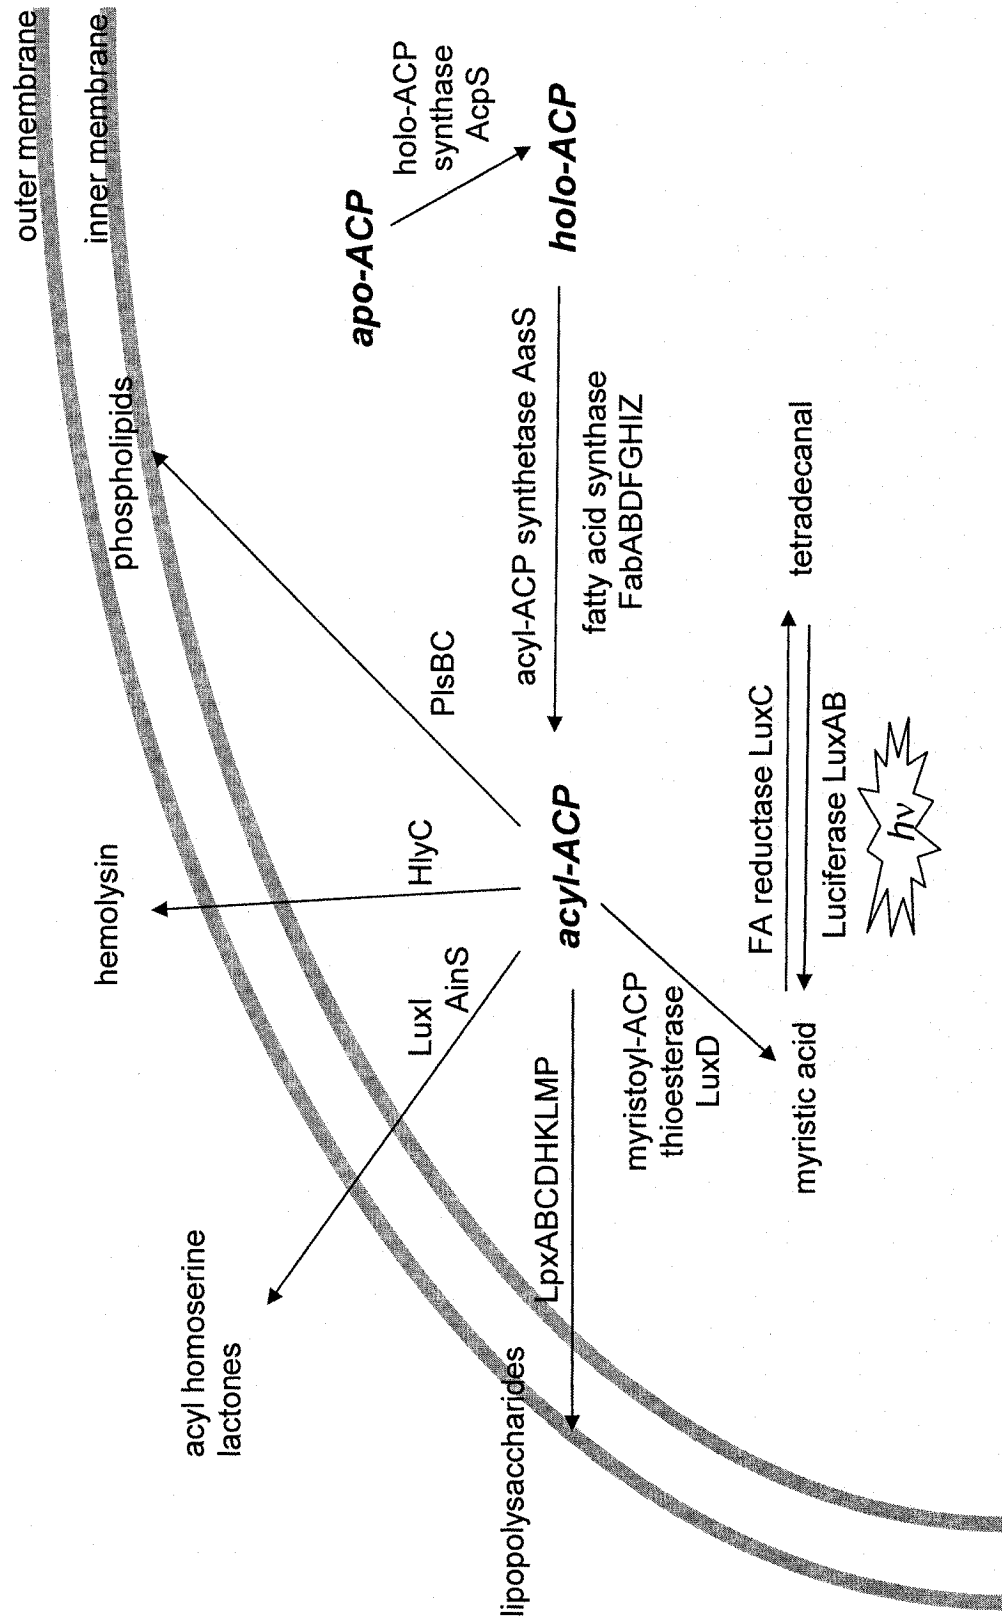 outer membrane
inner membrane
phospholipids
hemolysin
acyl homoserine
lactones
lipopolysaccharides
apo-ACP
holo-ACP
synthase
AcpS
holo-ACP
acyl-ACP synthetase AasS
fatty acid synthase
FabABDFGHIZ
acyl-ACP
PlsBC
HlyC
LuxI
AinS
LpxABCDHKLMP
myristoyl-ACP
thioesterase
LuxD
myristic acid
FA reductase LuxC
Luciferase LuxAB
hν
tetradecanal